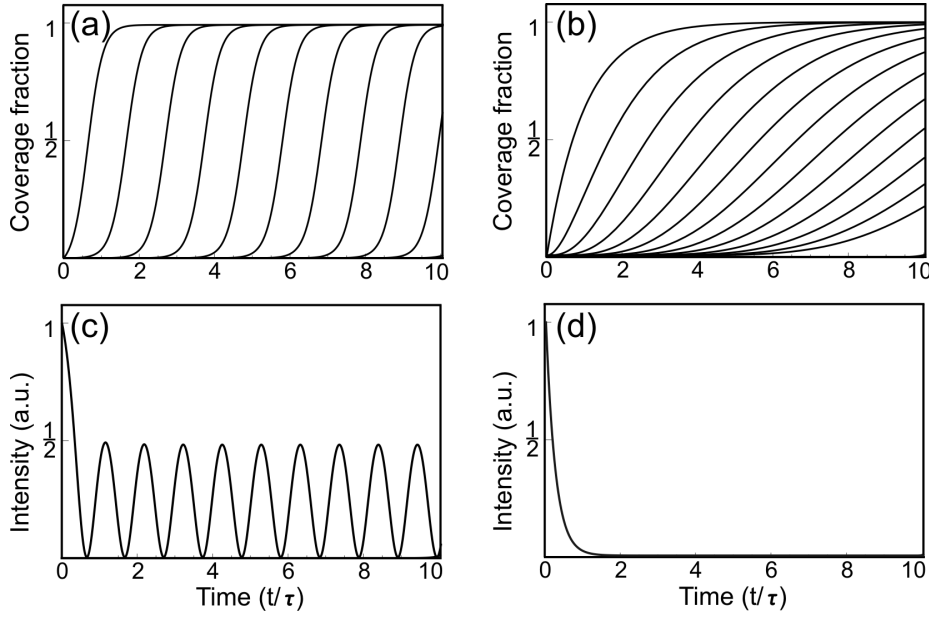 (a)
Coverage fraction
1
1/2
0 2 4 6 8 10
(b)
Coverage fraction
1
1/2
0 2 4 6 8 10
(c)
Intensity (a.u.)
1
1/2
0 2 4 6 8 10
Time (t/τ)
(d)
Intensity (a.u.)
1
1/2
0 2 4 6 8 10
Time (t/τ)